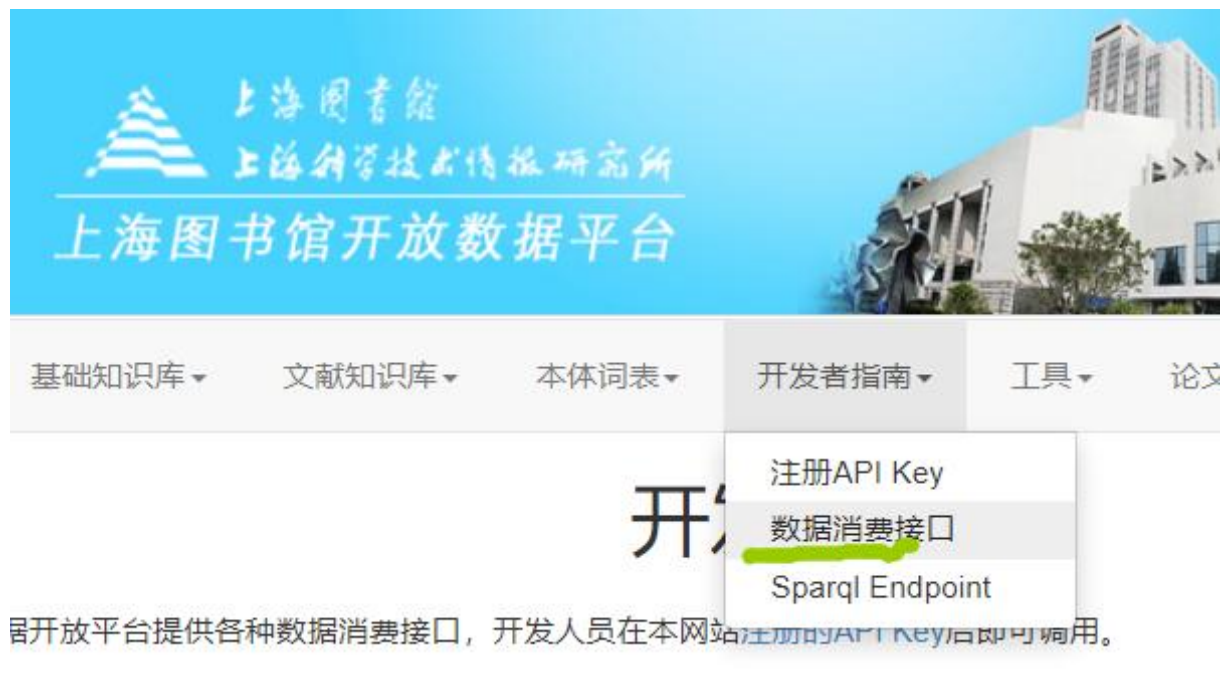 上海图书馆
上海科学技术情报研究所
上海图书馆开放数据平台
基础知识库 文献知识库 本体词表 开发者指南 工具 论文
注册API Key
数据消费接口
Sparql Endpoint
开
据开放平台提供各种数据消费接口，开发人员在本网站注册的API Key后即可调用。